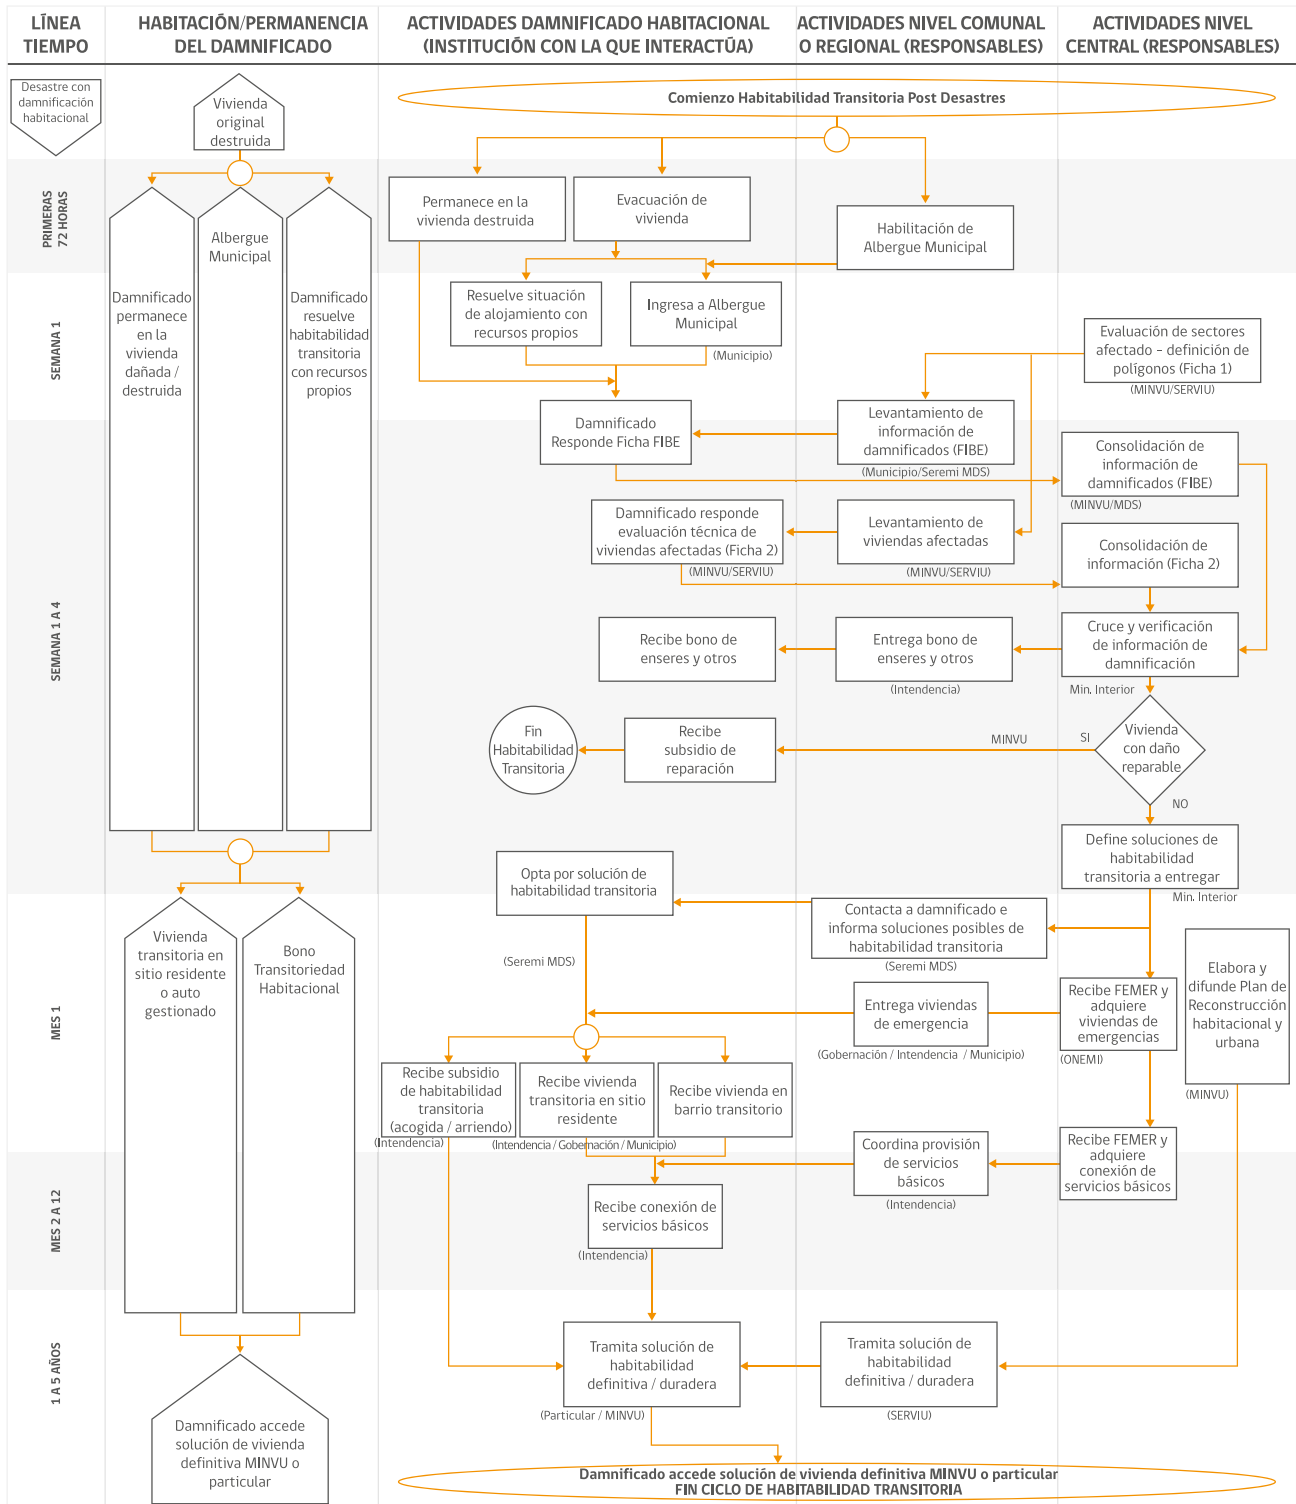 LÍNEA
TIEMPO
HABITACIÓN/PERMANENCIA
DEL DAMNIFICADO
ACTIVIDADES DAMNIFICADO HABITACIONAL
(INSTITUCIÓN CON LA QUE INTERACTÚA)
ACTIVIDADES NIVEL COMUNAL
O REGIONAL (RESPONSABLES)
ACTIVIDADES NIVEL
CENTRAL (RESPONSABLES)
Desastre con
damnificación
habitacional
Vivienda
original
destruida
Comienzo Habitabilidad Transitoria Post Desastres
PRIMERAS
72 HORAS
Permanece en la
vivienda destruida
Evacuación de
vivienda
Habilitación de
Albergue Municipal
Albergue
Municipal
SEMANA 1
Damnificado
permanece
en la
vivienda
dañada /
destruida
Damnificado
resuelve
habitabilidad
transitoria
con recursos
propios
Resuelve situación
de alojamiento con
recursos propios
Ingresa a Albergue
Municipal
(Municipio)
Evaluación de sectores
afectado - definición de
polígonos (Ficha 1)
(MINVU/SERVIU)
SEMANA 1 A 4
Damnificado
Responde Ficha FIBE
Levantamiento de
información de
damnificados (FIBE)
(Municipio/Seremi MDS)
Consolidación de
información de
damnificados (FIBE)
(MINVU/MDS)
Damnificado responde
evaluación técnica de
viviendas afectadas (Ficha 2)
(MINVU/SERVIU)
Levantamiento de
viviendas afectadas
(MINVU/SERVIU)
Consolidación de
información (Ficha 2)
Recibe bono de
enseres y otros
Entrega bono de
enseres y otros
(Intendencia)
Cruce y verificación
de información de
damnificación
Min. Interior
Fin
Habitabilidad
Transitoria
Recibe
subsidio de
reparación
MINVU
SI
Vivienda
con daño
reparable
NO
Define soluciones de
habitabilidad
transitoria a entregar
Min. Interior
Opta por solución de
habitabilidad transitoria
(Seremi MDS)
MES 1
Vivienda
transitoria en
sitio residente
o auto
gestionado
Bono
Transitoriedad
Habitacional
Contacta a damnificado e
informa soluciones posibles de
habitabilidad transitoria
(Seremi MDS)
Elabora y
difunde Plan de
Reconstrucción
habitacional y
urbana
(MINVU)
Entrega viviendas
de emergencia
(Gobernación / Intendencia / Municipio)
Recibe FEMER y
adquiere
viviendas de
emergencias
(ONEMI)
Recibe subsidio
de habitabilidad
transitoria
(acogida / arriendo)
(Intendencia)
Recibe vivienda
transitoria en sitio
residente
(Intendencia / Gobernación / Municipio)
Recibe vivienda en
barrio transitorio
MES 2 A 12
Coordina provisión
de servicios
básicos
(Intendencia)
Recibe FEMER y
adquiere
conexión de
servicios básicos
Recibe conexión de
servicios básicos
(Intendencia)
1 A 5 AÑOS
Tramita solución de
habitabilidad
definitiva / duradera
(Particular / MINVU)
Tramita solución de
habitabilidad
definitiva / duradera
(SERVIU)
Damnificado accede
solución de vivienda
definitiva MINVU o
particular
Damnificado accede solución de vivienda definitiva MINVU o particular
FIN CICLO DE HABITABILIDAD TRANSITORIA